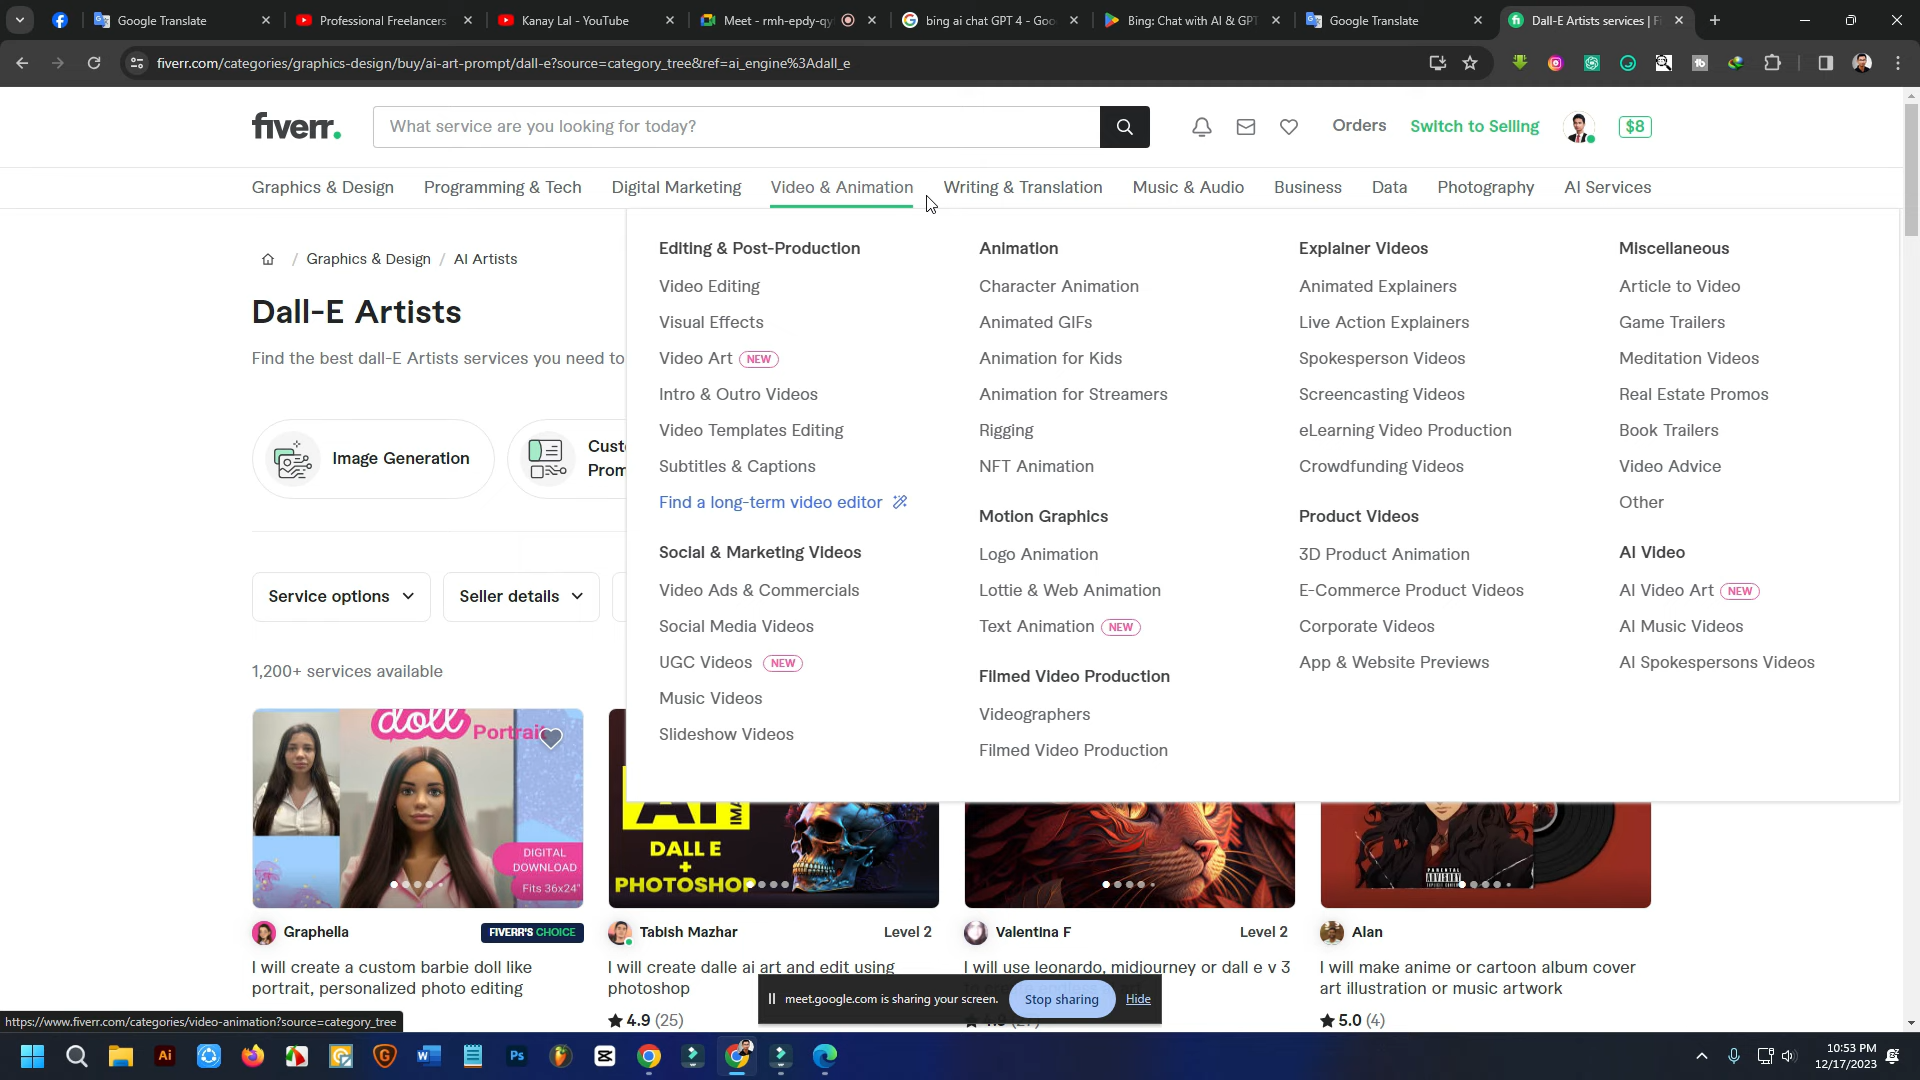 Google Translate
Professional Freelancers
Kanay Lal - YouTube
Meet - rmh-epdy-qy
bing ai chat GPT 4 - Goo
Bing: Chat with AI & GPT
Google Translate
Dall-E Artists services | Fi
fiverr.com/categories/graphics-design/buy/ai-art-prompt/dall-e?source=category_tree&ref=ai_engine%3Adall_e
fiverr.
What service are you looking for today?
Orders
Switch to Selling
$8
Graphics & Design
Programming & Tech
Digital Marketing
Video & Animation
Writing & Translation
Music & Audio
Business
Data
Photography
AI Services
/ Graphics & Design / AI Artists
Dall-E Artists
Find the best dall-E Artists services you need to
Image Generation
Custo
Prom
Service options
Seller details
1,200+ services available
Editing & Post-Production
Video Editing
Visual Effects
Video Art NEW
Intro & Outro Videos
Video Templates Editing
Subtitles & Captions
Find a long-term video editor
Social & Marketing Videos
Video Ads & Commercials
Social Media Videos
UGC Videos NEW
Music Videos
Slideshow Videos
Animation
Character Animation
Animated GIFs
Animation for Kids
Animation for Streamers
Rigging
NFT Animation
Motion Graphics
Logo Animation
Lottie & Web Animation
Text Animation NEW
Filmed Video Production
Videographers
Filmed Video Production
Explainer Videos
Animated Explainers
Live Action Explainers
Spokesperson Videos
Screencasting Videos
eLearning Video Production
Crowdfunding Videos
Product Videos
3D Product Animation
E-Commerce Product Videos
Corporate Videos
App & Website Previews
Miscellaneous
Article to Video
Game Trailers
Meditation Videos
Real Estate Promos
Book Trailers
Video Advice
Other
AI Video
AI Video Art NEW
AI Music Videos
AI Spokespersons Videos
doll
Portrait
DIGITAL
DOWNLOAD
Fits 36x24"
DALL E
+
PHOTOSHOP
Graphella
FIVERR'S CHOICE
I will create a custom barbie doll like
portrait, personalized photo editing
Tabish Mazhar
Level 2
I will create dalle ai art and edit using
photoshop
4.9 (25)
Valentina F
Level 2
I will use leonardo, midjourney or dall e v 3
Alan
I will make anime or cartoon album cover
art illustration or music artwork
5.0 (4)
meet.google.com is sharing your screen.
Stop sharing
Hide
https://www.fiverr.com/categories/video-animation?source=category_tree
10:53 PM
12/17/2023